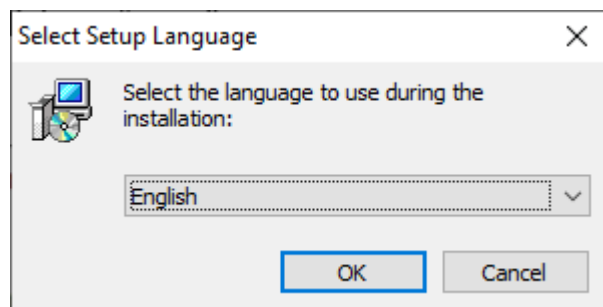 Select Setup Language
Select the language to use during the
installation:
English
OK
Cancel